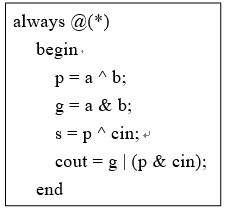 always @(*)
begin
p = a ^ b;
g = a & b;
s = p ^ cin;
cout = g | (p & cin);
end